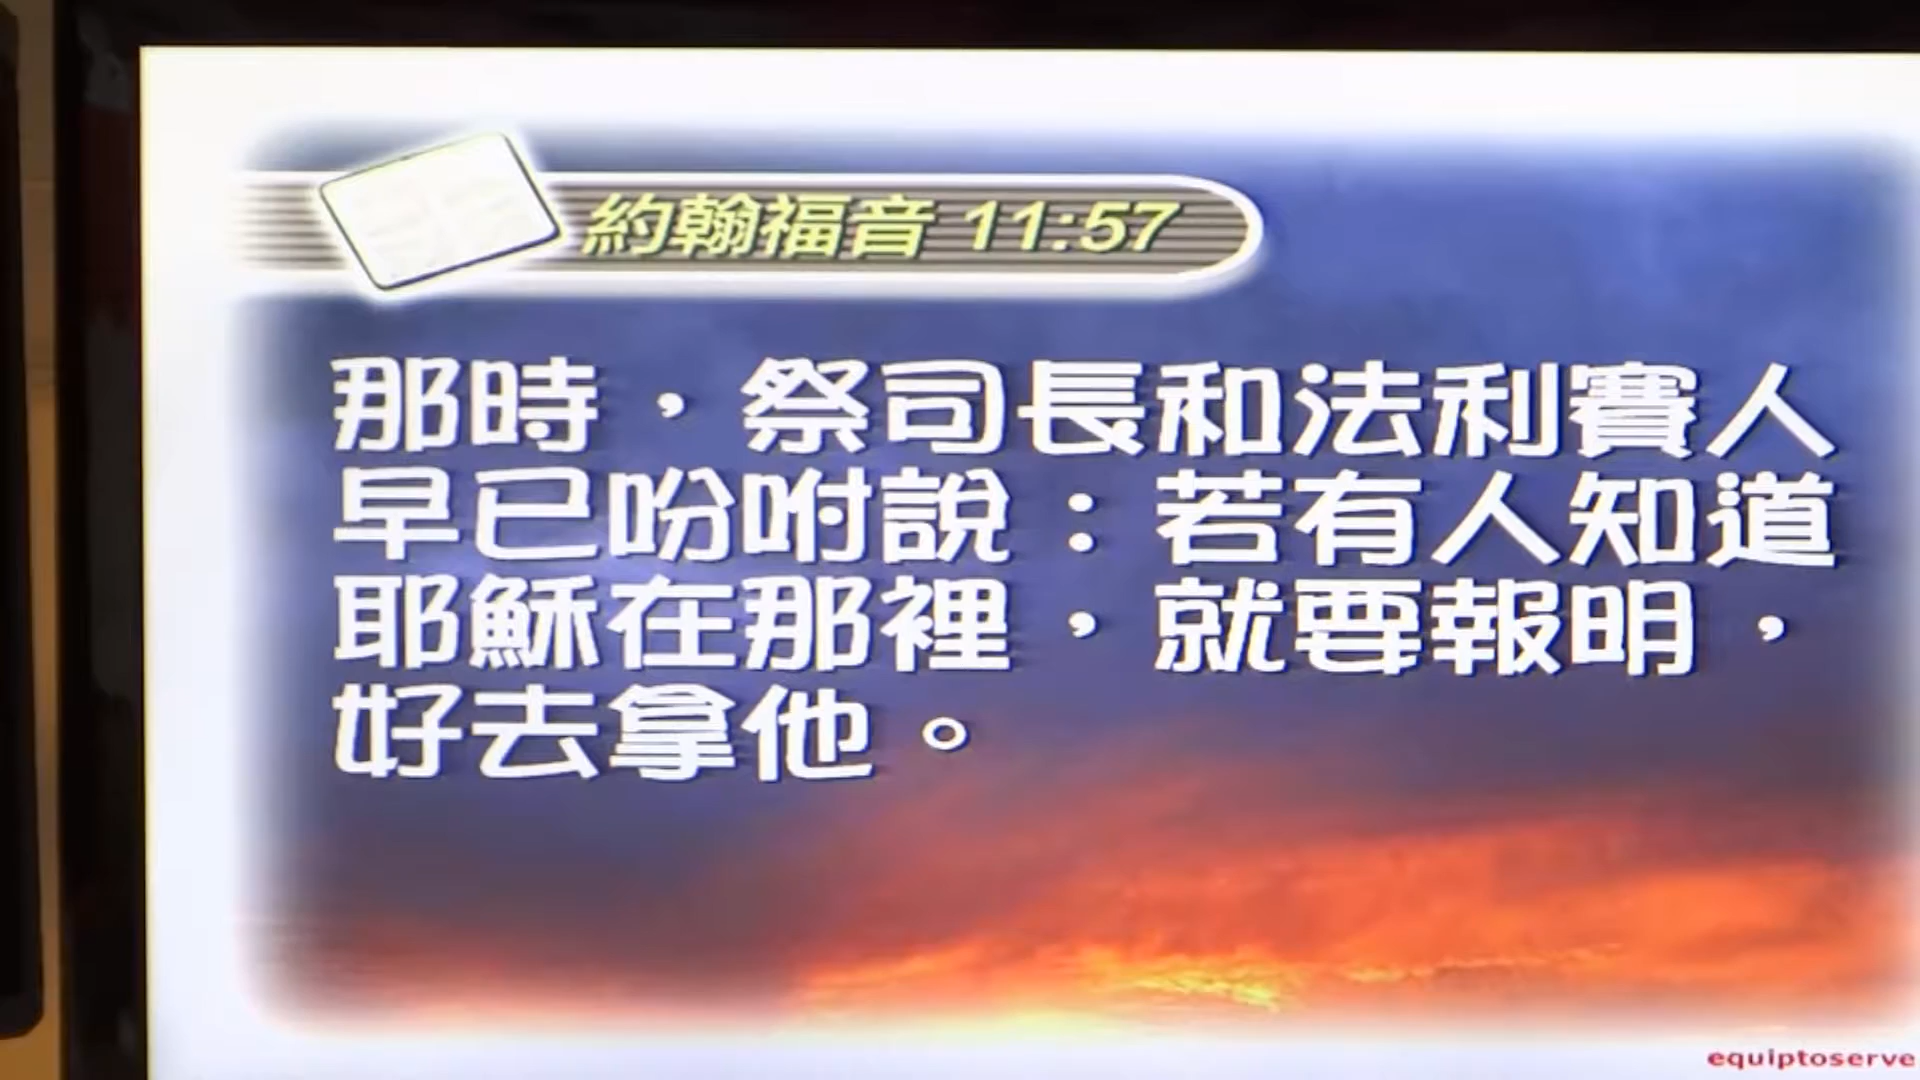 約翰福音 11:57
那時，祭司長和法利賽人
早已吩咐說：若有人知道
耶穌在那裡，就要報明，
好去拿他。
equiptoserve